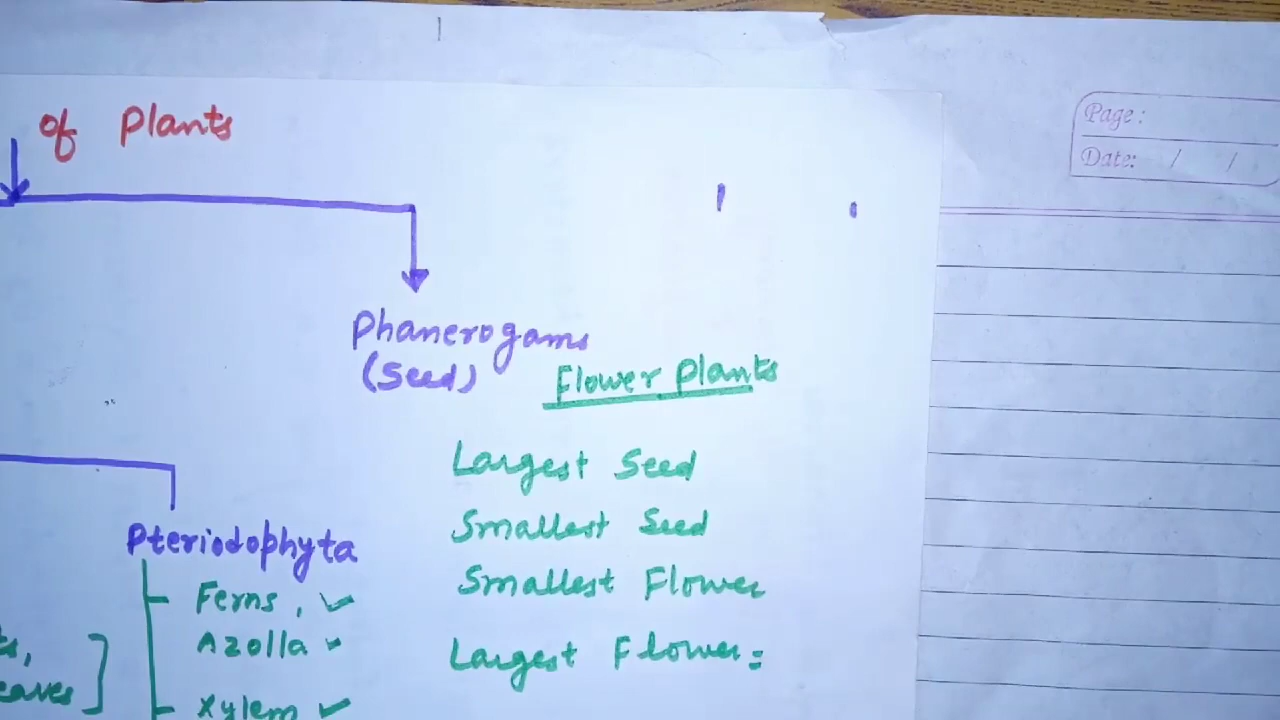 of Plants
Page:
Date: / /
Phanerogams
(Seed)
Flower Plants
Largest Seed
Smallest Seed
Smallest Flower
Largest Flower:
Pteriodophyta
Ferns,
Azolla
Xylem